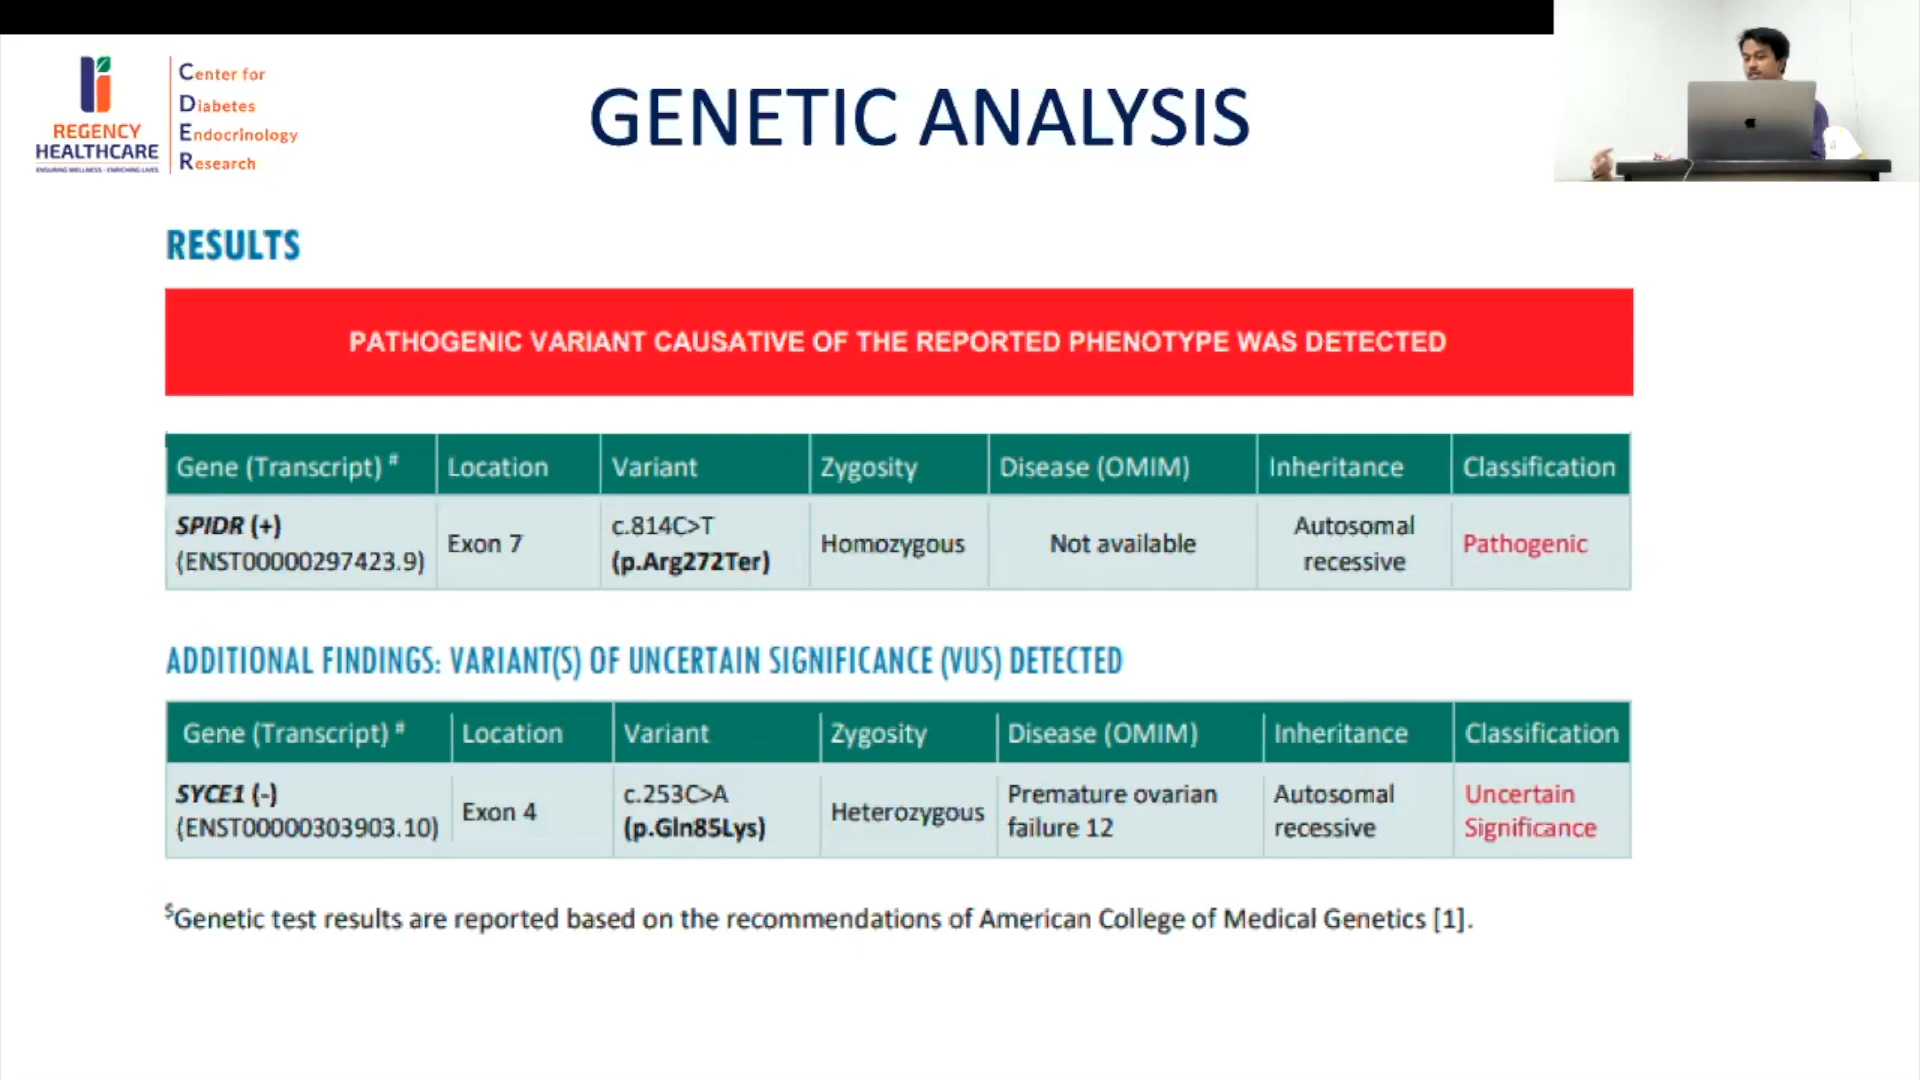 REGENCY
HEALTHCARE
ENSURING WELLNESS - ENRICHING LIVES
Center for
Diabetes
Endocrinology
Research
GENETIC ANALYSIS
RESULTS
PATHOGENIC VARIANT CAUSATIVE OF THE REPORTED PHENOTYPE WAS DETECTED
Gene (Transcript) # Location Variant Zygosity Disease (OMIM) Inheritance Classification
SPIDR (+)
(ENST00000297423.9)
Exon 7
c.814C>T
(p.Arg272Ter)
Homozygous
Not available
Autosomal
recessive
Pathogenic
ADDITIONAL FINDINGS: VARIANT(S) OF UNCERTAIN SIGNIFICANCE (VUS) DETECTED
Gene (Transcript) # Location Variant Zygosity Disease (OMIM) Inheritance Classification
SYCE1 (-)
(ENST00000303903.10)
Exon 4
c.253C>A
(p.Gln85Lys)
Heterozygous
Premature ovarian
failure 12
Autosomal
recessive
Uncertain
Significance
$Genetic test results are reported based on the recommendations of American College of Medical Genetics [1].